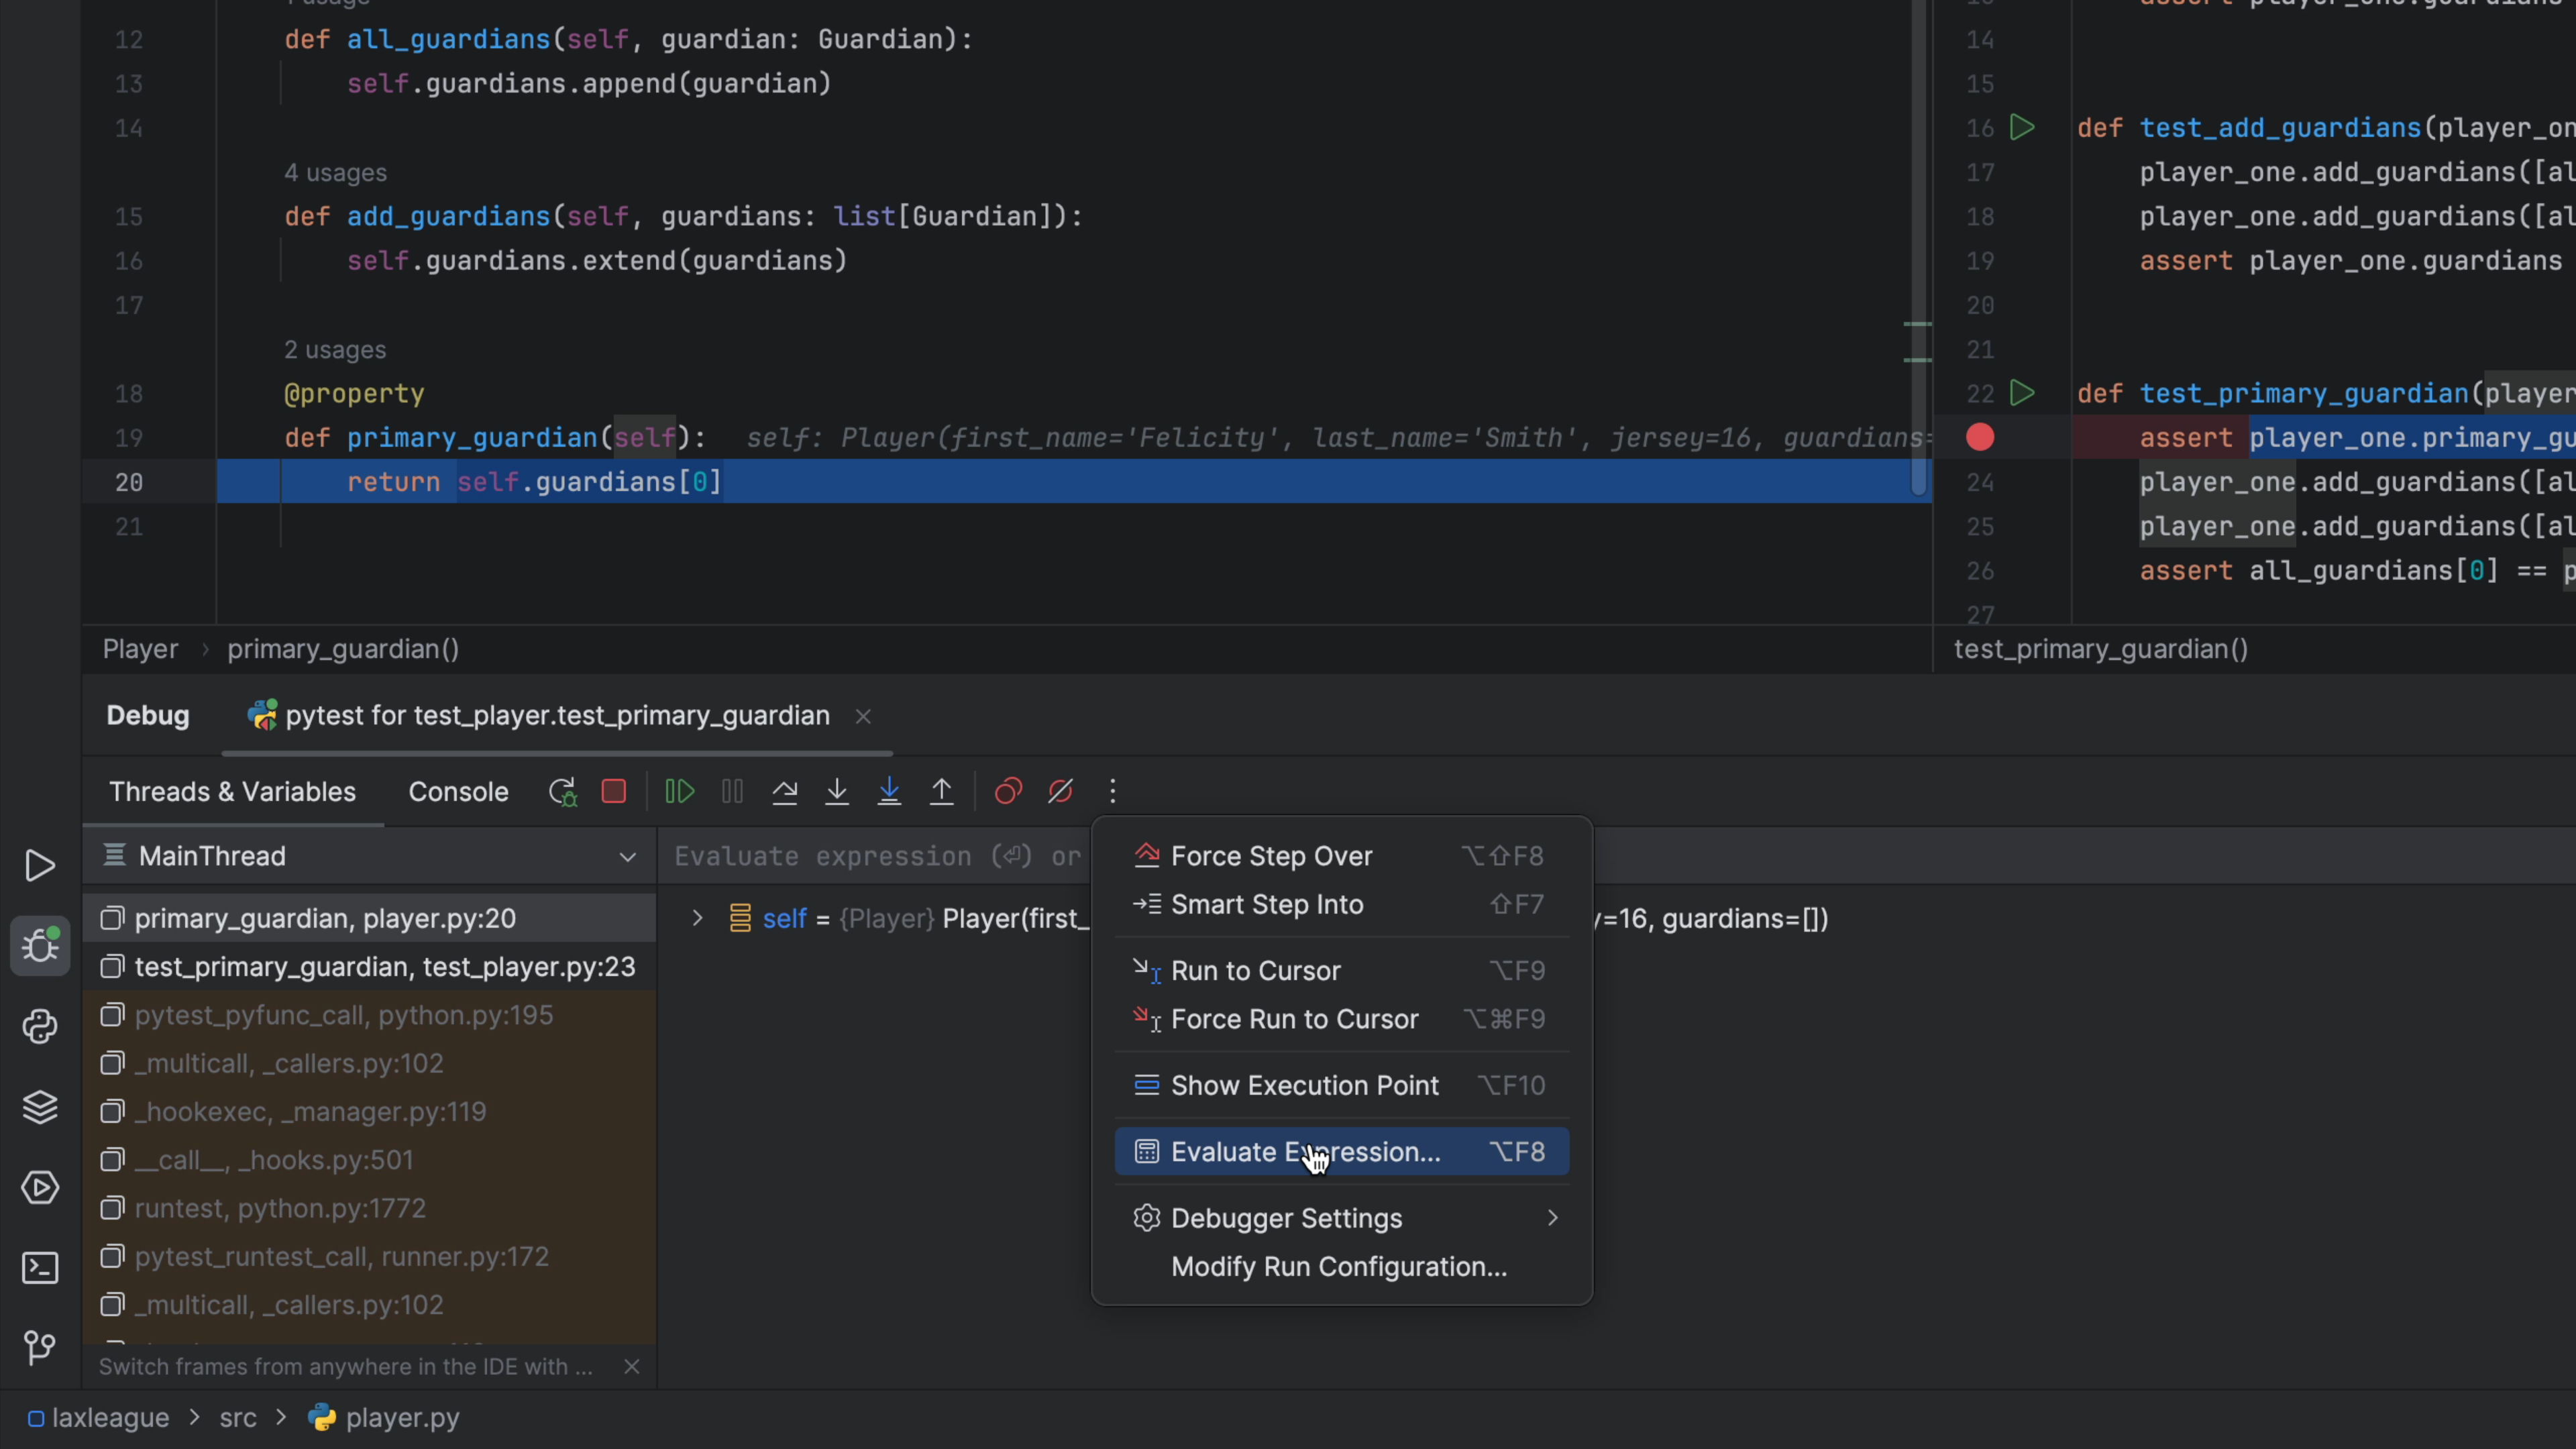 12 def all_guardians(self, guardian: Guardian):
13 self.guardians.append(guardian)
14
4 usages
15 def add_guardians(self, guardians: list[Guardian]):
16 self.guardians.extend(guardians)
17
2 usages
18 @property
19 def primary_guardian(self): self: Player(first_name='Felicity', last_name='Smith', jersey=16, guardians=
20 return self.guardians[0]
21
14
15
16 def test_add_guardians(player_on
17 player_one.add_guardians([al
18 player_one.add_guardians([al
19 assert player_one.guardians
20
21
22 def test_primary_guardian(player
assert player_one.primary_gu
24 player_one.add_guardians([al
25 player_one.add_guardians([al
26 assert all_guardians[0] == p
27
Player › primary_guardian()
test_primary_guardian()
Debug pytest for test_player.test_primary_guardian
Threads & Variables Console
MainThread
Evaluate expression (⏎) or
primary_guardian, player.py:20
self = {Player} Player(first_
=16, guardians=[])
test_primary_guardian, test_player.py:23
pytest_pyfunc_call, python.py:195
_multicall, _callers.py:102
_hookexec, _manager.py:119
__call__, _hooks.py:501
runtest, python.py:1772
pytest_runtest_call, runner.py:172
_multicall, _callers.py:102
Switch frames from anywhere in the IDE with ...
Force Step Over ⌥⇧F8
Smart Step Into ⇧F7
Run to Cursor ⌥F9
Force Run to Cursor ⌥⌘F9
Show Execution Point ⌥F10
Evaluate Expression... ⌥F8
Debugger Settings
Modify Run Configuration...
laxleague > src > player.py